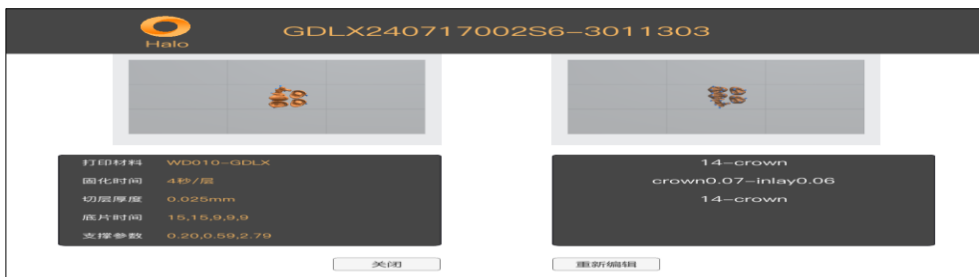 Halo
GDLX240717002S6-3011303
打印材料 WD010-GDLX
固化时间 4秒/层
切层厚度 0.025mm
底片时间 15,15,9,9,9
支撑参数 0.20,0.59,2.79
14-crown
crown0.07-inlay0.06
14-crown
关闭
重新编辑